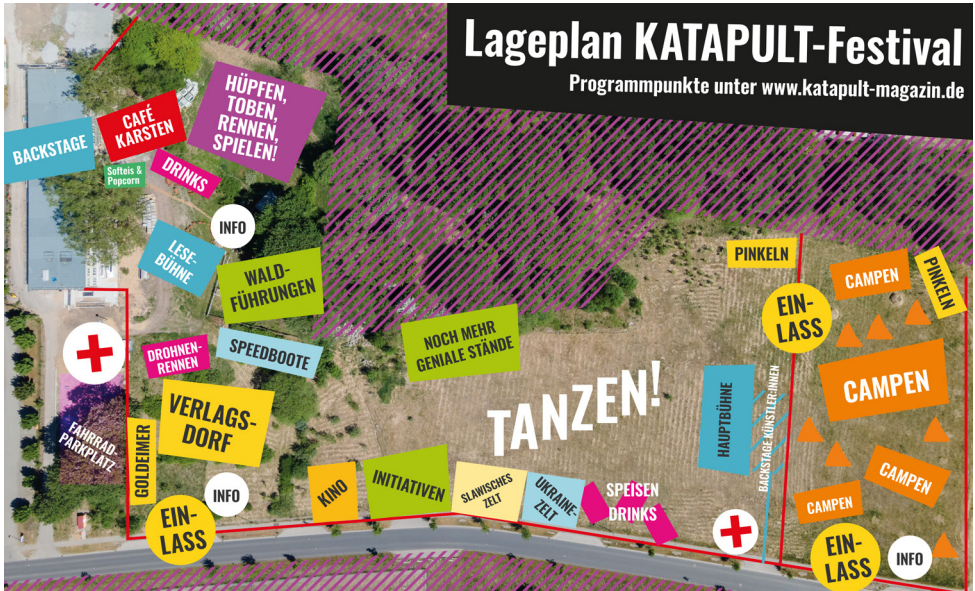 Lageplan KATAPULT-Festival
Programmpunkte unter www.katapult-magazin.de
HÜPFEN,
TOBEN,
RENNEN,
SPIELEN!
BACKSTAGE
CAFÉ
KARSTEN
Softeis &
Popcorn
DRINKS
INFO
LESE-
BÜHNE
WALD-
FÜHRUNGEN
PINKELN
CAMPEN
PINKELN
EIN-
LASS
DROHNEN-
RENNEN
SPEEDBOOTE
NOCH MEHR
GENIALE STÄNDE
CAMPEN
TANZEN!
HAUPTBÜHNE
BACKSTAGE KÜNSTLER:INNEN
FAHRRAD-
PARKPLATZ
GOLDEIMER
VERLAGS-
DORF
INFO
EIN-
LASS
KINO
INITIATIVEN
SLAWISCHES
ZELT
UKRAINE-
ZELT
SPEISEN
DRINKS
CAMPEN
CAMPEN
EIN-
LASS
INFO